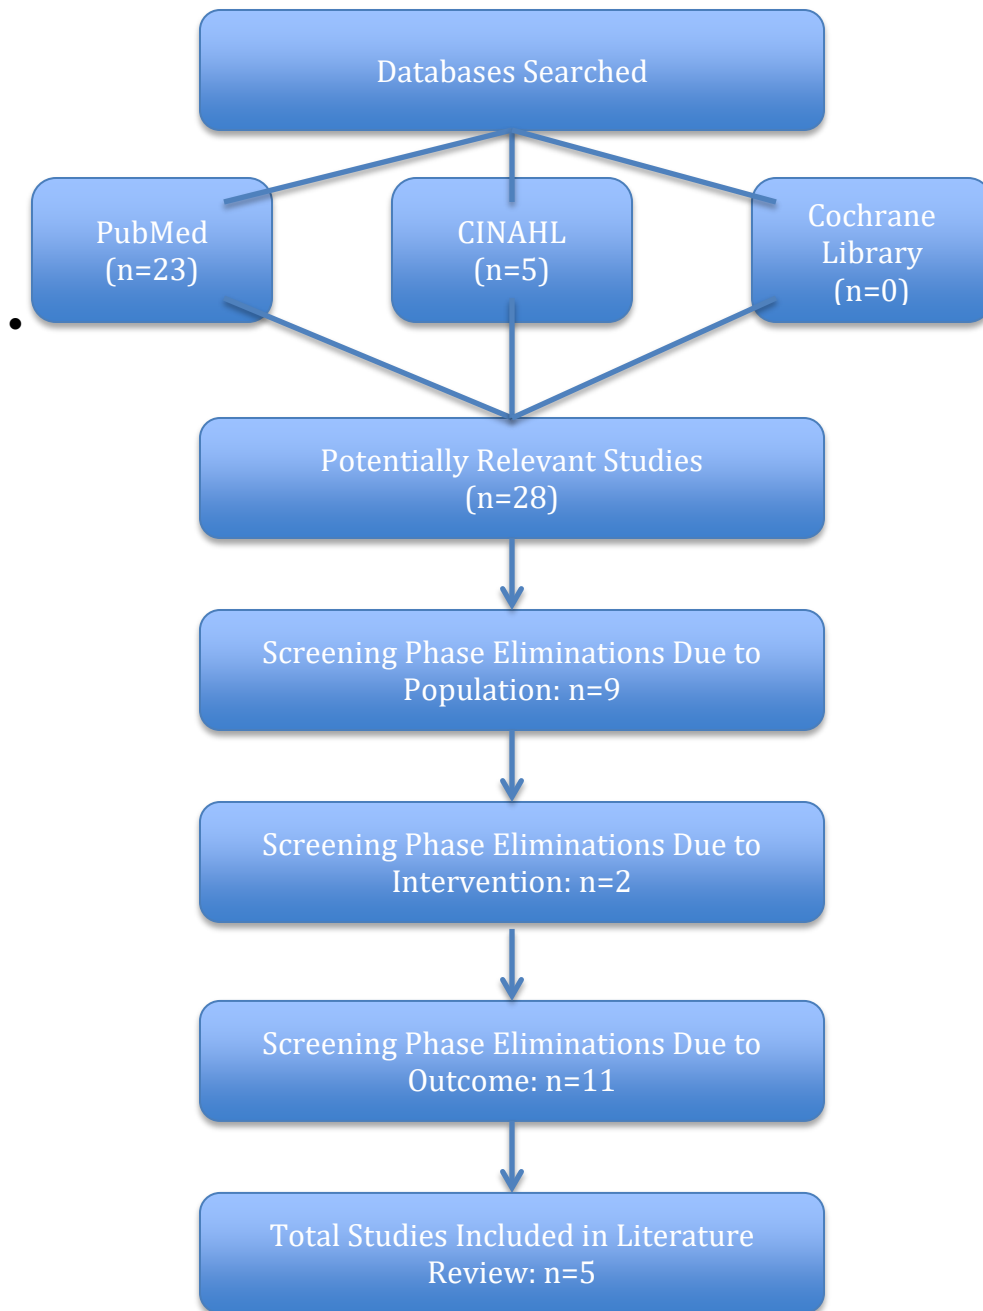 Databases Searched
PubMed
(n=23)
CINAHL
(n=5)
Cochrane
Library
(n=0)
•
Potentially Relevant Studies
(n=28)
Screening Phase Eliminations Due to
Population: n=9
Screening Phase Eliminations Due to
Intervention: n=2
Screening Phase Eliminations Due to
Outcome: n=11
Total Studies Included in Literature
Review: n=5